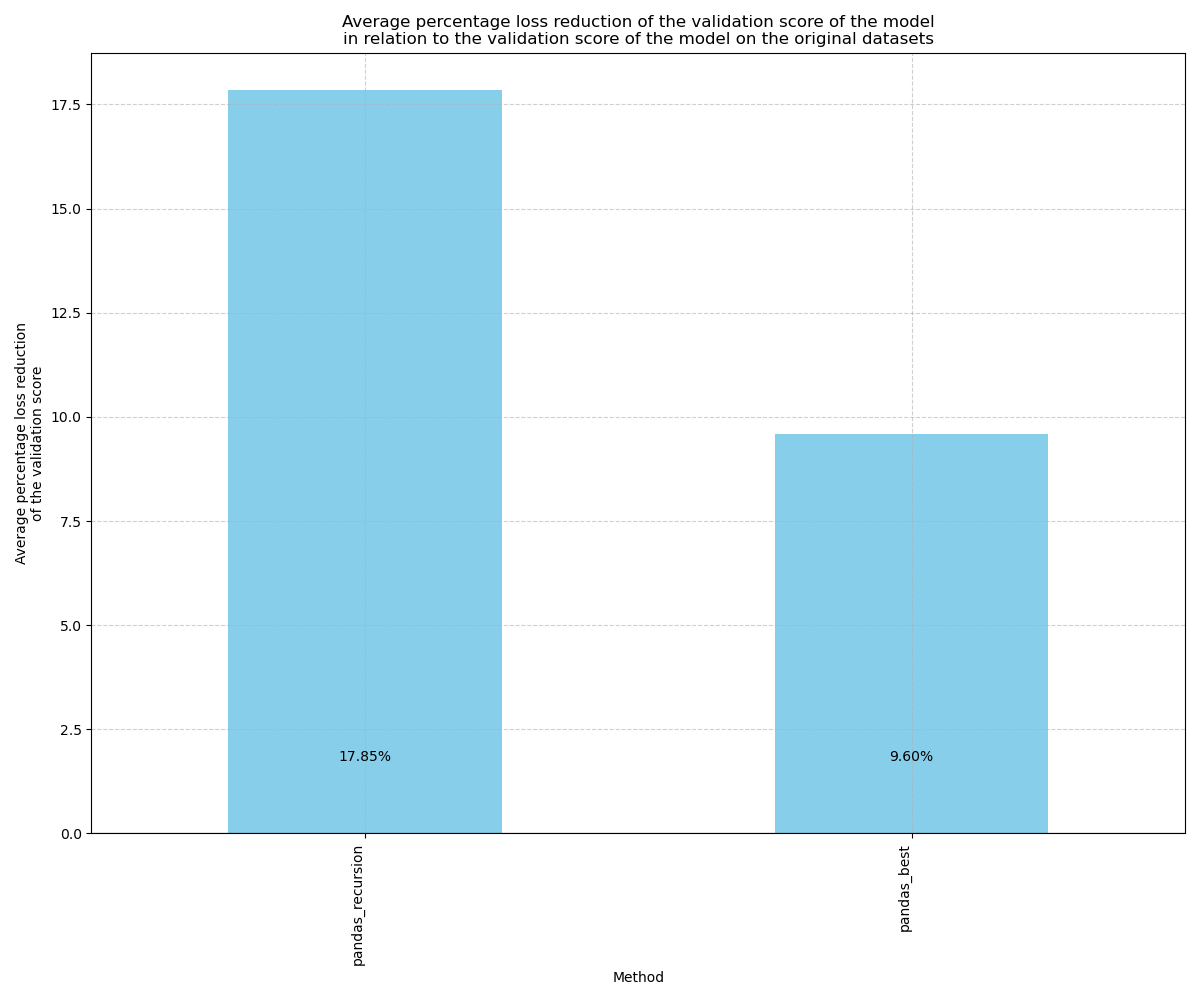 Average percentage loss reduction of the validation score of the model
in relation to the validation score of the model on the original datasets
Average percentage loss reduction
of the validation score
17.5
15.0
12.5
10.0
7.5
5.0
2.5
0.0
17.85%
9.60%
pandas_recursion
pandas_best
Method